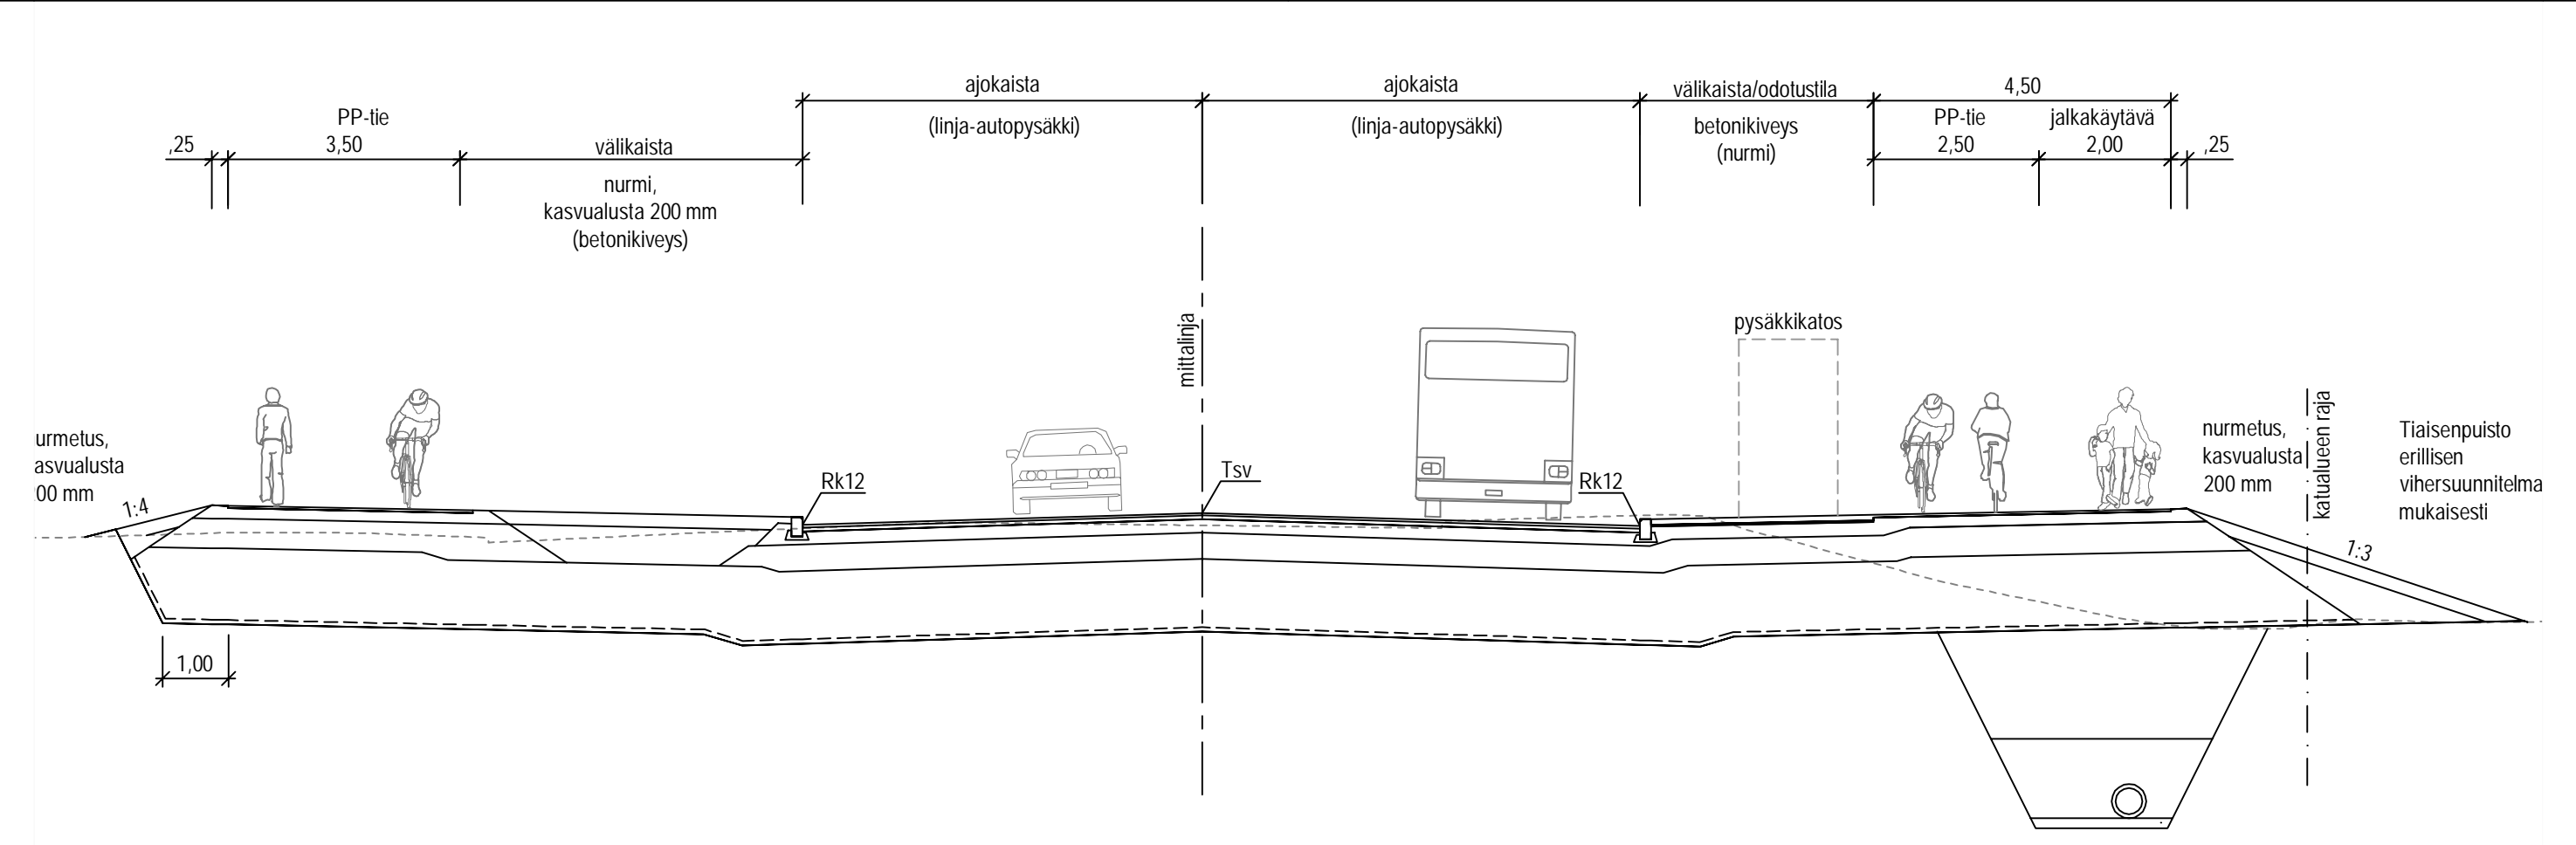 ajokaista
(linja-autopysäkki)
ajokaista
(linja-autopysäkki)
välikaista/odotustila
betonikiveys
(nurmi)
4,50
PP-tie
2,50
jalkakäytävä
2,00
,25
,25
PP-tie
3,50
välikaista
nurmi,
kasvualusta 200 mm
(betonikiveys)
mittalinja
pysäkkikatos
katualueen raja
urmetus,
asvualusta
00 mm
1:4
Rk12
Tsv
Rk12
nurmetus,
kasvualusta
200 mm
Tiaisenpuisto
erillisen
vihersuunnitelma
mukaisesti
1:3
1,00